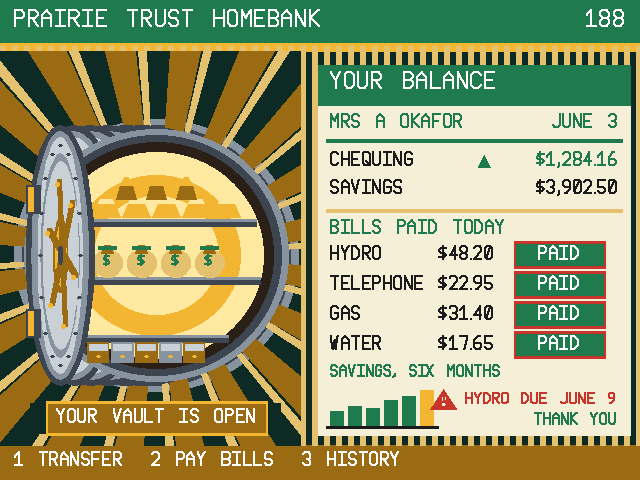 PRAIRIE TRUST HOMEBANK 188
YOUR BALANCE
MRS A OKAFOR JUNE 3
CHEQUING ▲ $1,284.16
SAVINGS $3,902.50
BILLS PAID TODAY
HYDRO $48.20 PAID
TELEPHONE $22.95 PAID
GAS $31.40 PAID
WATER $17.65 PAID
SAVINGS, SIX MONTHS
HYDRO DUE JUNE 9
THANK YOU
$ $ $ $
YOUR VAULT IS OPEN
1 TRANSFER 2 PAY BILLS 3 HISTORY